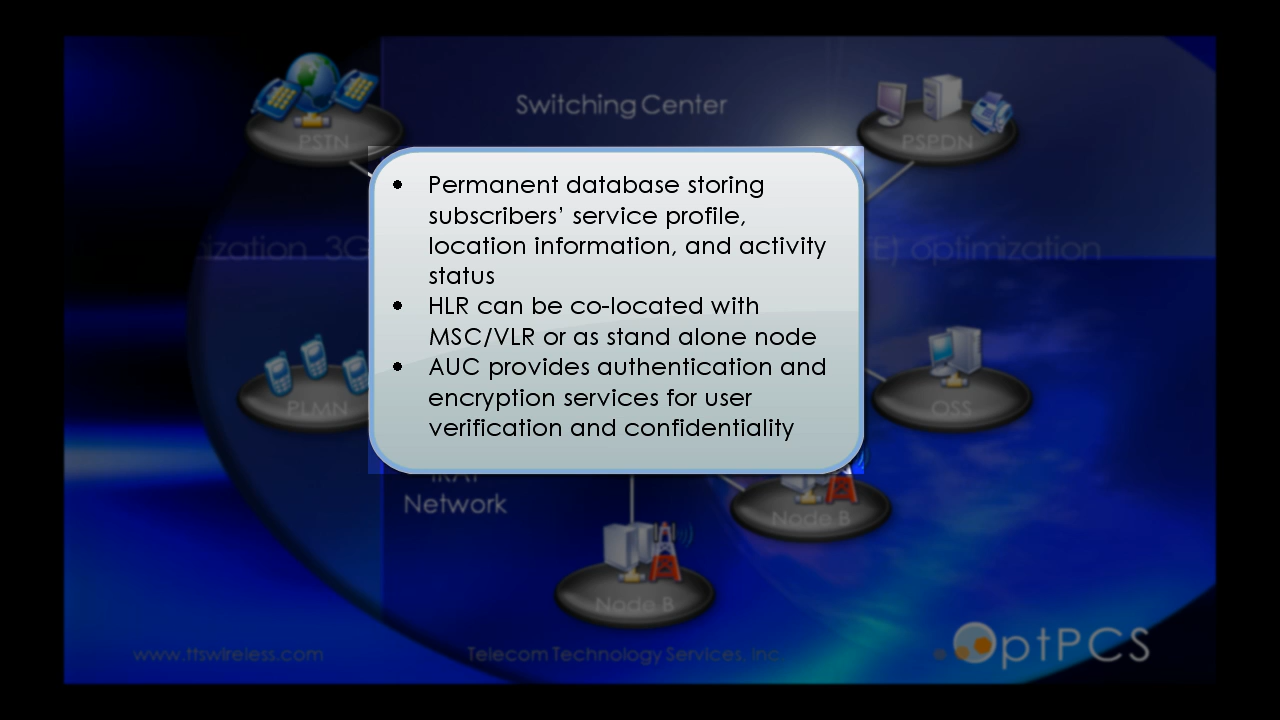 Switching Center
PSTN
PSPDN
• Permanent database storing
subscribers’ service profile,
location information, and activity
status
• HLR can be co-located with
MSC/VLR or as stand alone node
• AUC provides authentication and
encryption services for user
verification and confidentiality
3G
optimization
PLMN
OSS
Network
Node B
Node B
www.ttswireless.com
Telecom Technology Services, Inc.
OptPCS